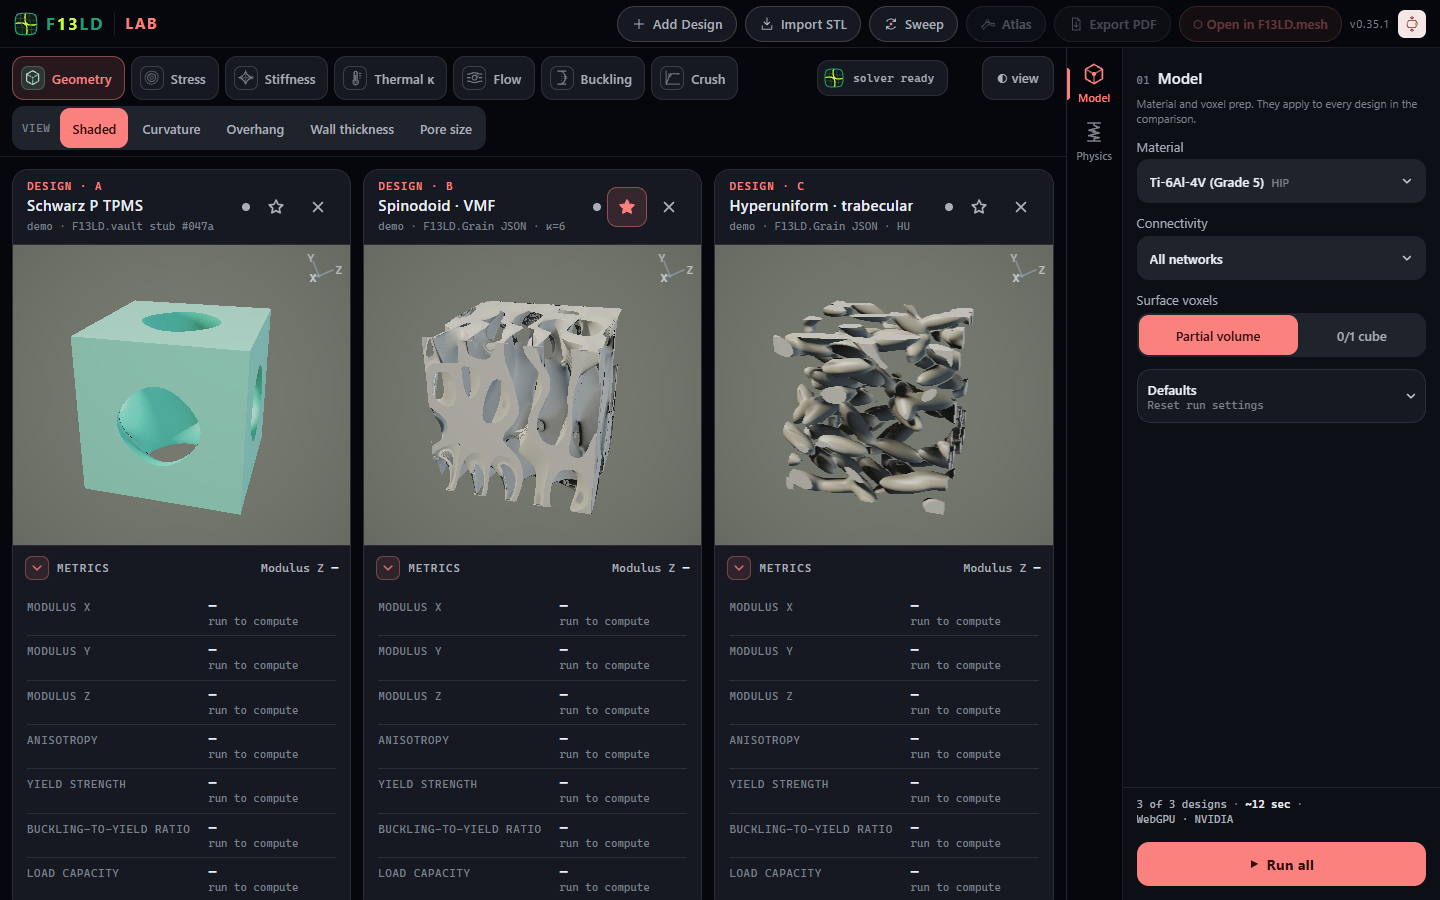 F13LD LAB
Add Design
Import STL
Sweep
Atlas
Export PDF
Open in F13LD.mesh
v0.35.1
Geometry
Stress
Stiffness
Thermal κ
Flow
Buckling
Crush
solver ready
view
VIEW
Shaded
Curvature
Overhang
Wall thickness
Pore size
DESIGN · A
Schwarz P TPMS
demo · F13LD.vault stub #047a
Y
Z
X
METRICS
Modulus Z –
MODULUS X
–
run to compute
MODULUS Y
–
run to compute
MODULUS Z
–
run to compute
ANISOTROPY
–
run to compute
YIELD STRENGTH
–
run to compute
BUCKLING-TO-YIELD RATIO
–
run to compute
LOAD CAPACITY
–
run to compute
DESIGN · B
Spinodoid · VMF
demo · F13LD.Grain JSON · κ=6
Y
Z
X
METRICS
Modulus Z –
MODULUS X
–
run to compute
MODULUS Y
–
run to compute
MODULUS Z
–
run to compute
ANISOTROPY
–
run to compute
YIELD STRENGTH
–
run to compute
BUCKLING-TO-YIELD RATIO
–
run to compute
LOAD CAPACITY
–
run to compute
DESIGN · C
Hyperuniform · trabecular
demo · F13LD.Grain JSON · HU
Y
Z
X
METRICS
Modulus Z –
MODULUS X
–
run to compute
MODULUS Y
–
run to compute
MODULUS Z
–
run to compute
ANISOTROPY
–
run to compute
YIELD STRENGTH
–
run to compute
BUCKLING-TO-YIELD RATIO
–
run to compute
LOAD CAPACITY
–
run to compute
Model
Physics
01 Model
Material and voxel prep. They apply to every design in the
comparison.
Material
Ti-6Al-4V (Grade 5) HIP
Connectivity
All networks
Surface voxels
Partial volume
0/1 cube
Defaults
Reset run settings
3 of 3 designs · ~12 sec ·
WebGPU · NVIDIA
Run all